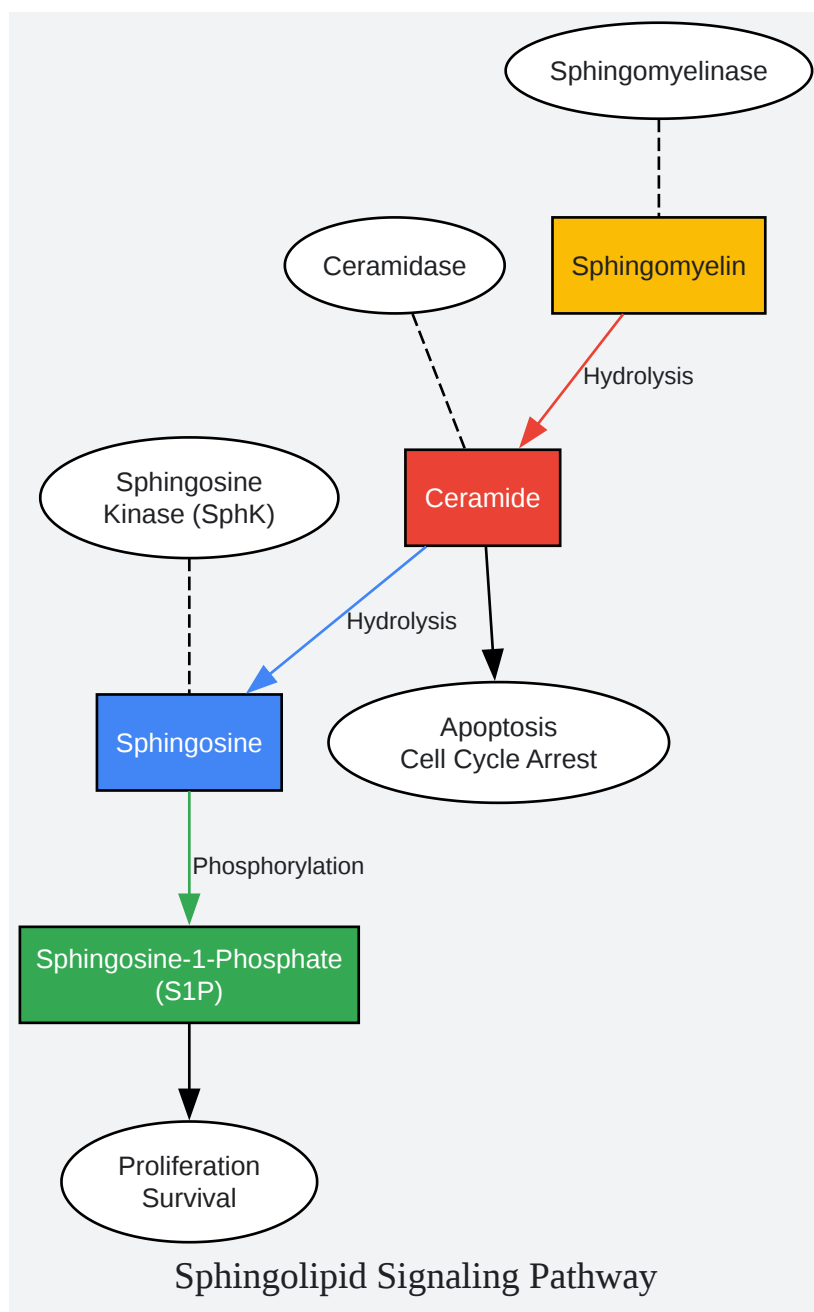 Sphingomyelinase
Ceramidase
Sphingomyelin
Hydrolysis
Sphingosine
Kinase (SphK)
Ceramide
Hydrolysis
Sphingosine
Apoptosis
Cell Cycle Arrest
Phosphorylation
Sphingosine-1-Phosphate
(S1P)
Proliferation
Survival
Sphingolipid Signaling Pathway